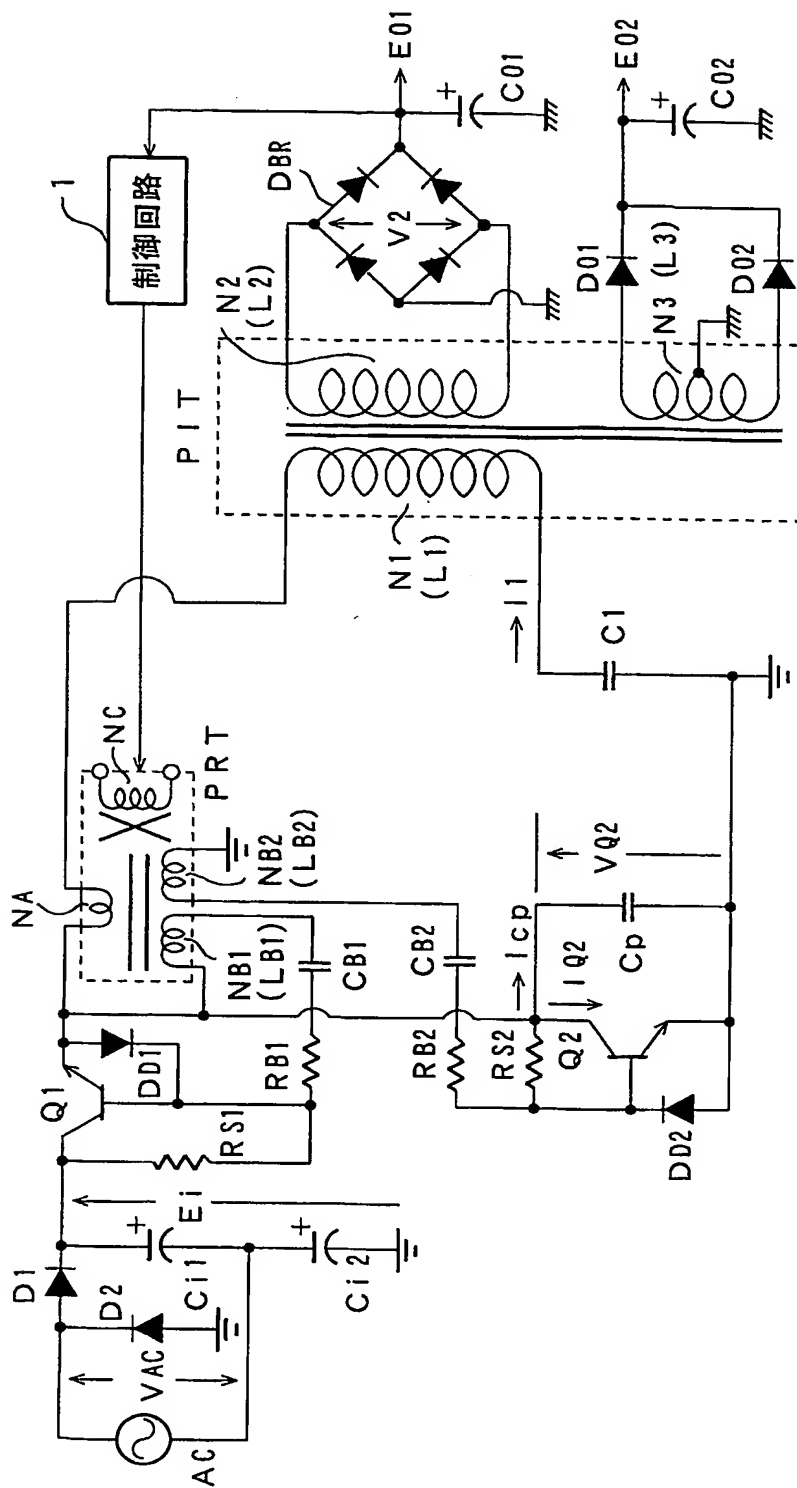 AC
VAC
D1
D2
Ci1
+
Ci2
+
Ei
Q1
DD1
RS1
RB1
CB1
NB1
(LB1)
NA
NC
PRT
NB2
(LB2)
CB2
RB2
RS2
Icp
IQ2
Q2
Cp
VQ2
DD2
I1
C1
N1
(L1)
PIT
N2
(L2)
1
制御回路
DBR
V2
E01
+
C01
N3 (L3)
D01
D02
E02
+
C02